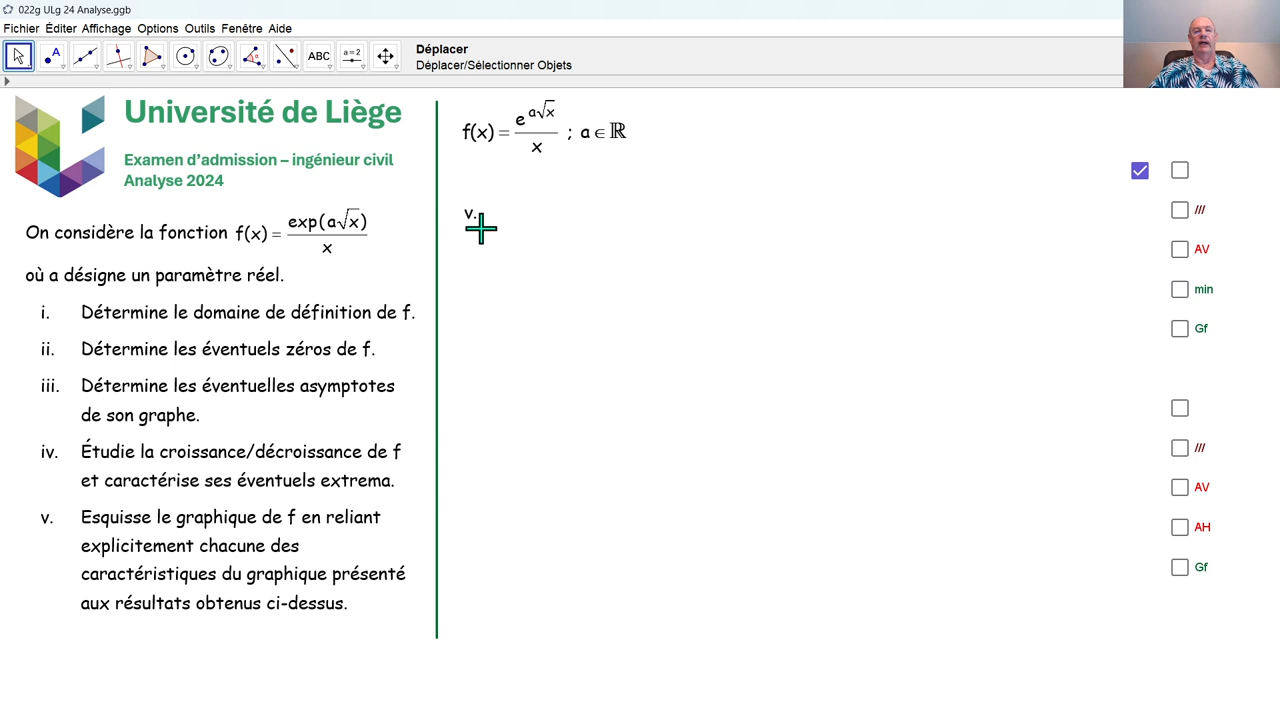 022g ULg 24 Analyse.ggb
Fichier Éditer Affichage Options Outils Fenêtre Aide
A
ABC
a=2
Déplacer
Déplacer/Sélectionner Objets
Université de Liège
Examen d’admission – ingénieur civil
Analyse 2024
On considère la fonction f(x) = exp(a√x) / x
où a désigne un paramètre réel.
i. Détermine le domaine de définition de f.
ii. Détermine les éventuels zéros de f.
iii. Détermine les éventuelles asymptotes
de son graphe.
iv. Étudie la croissance/décroissance de f
et caractérise ses éventuels extrema.
v. Esquisse le graphique de f en reliant
explicitement chacune des
caractéristiques du graphique présenté
aux résultats obtenus ci-dessus.
f(x) = e^(a√x) / x ; a ∈ ℝ
v.
///
AV
min
Gf
///
AV
AH
Gf